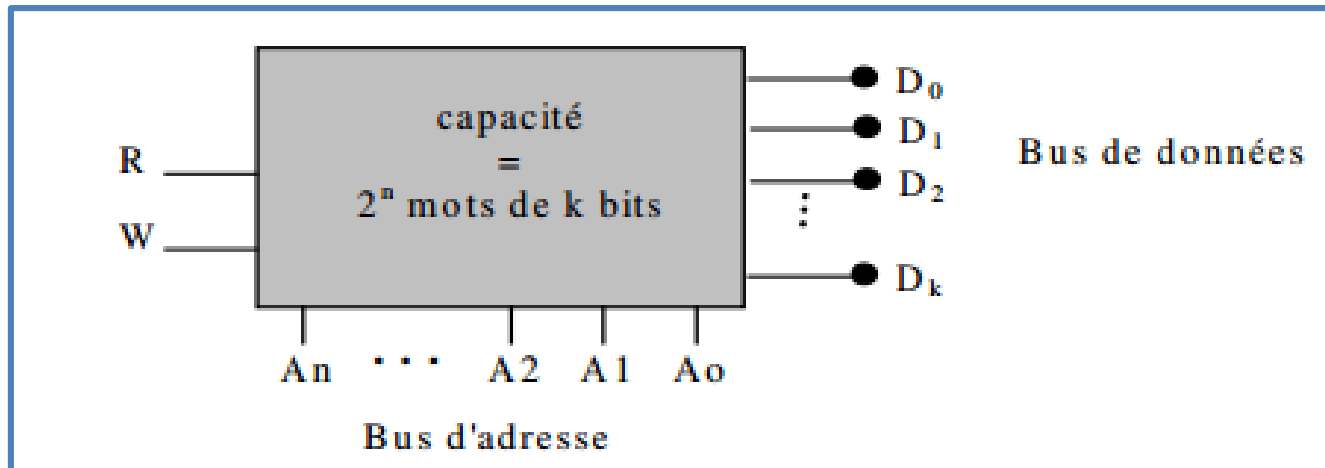 capacité
=
2ⁿ mots de k bits
R
W
D₀
D₁
D₂
⋮
Dₖ
Bus de données
An ... A2 A1 Ao
Bus d'adresse